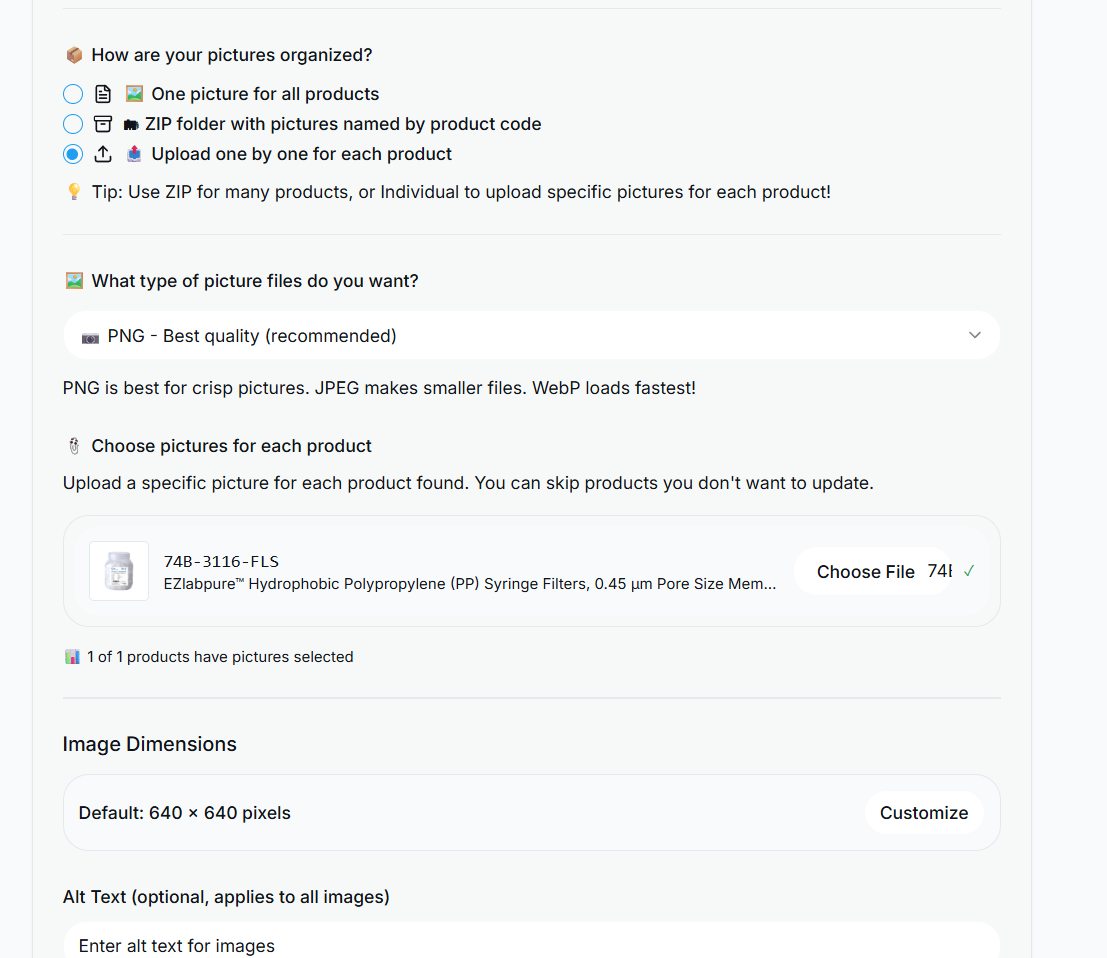 How are your pictures organized?
One picture for all products
ZIP folder with pictures named by product code
Upload one by one for each product
Tip: Use ZIP for many products, or Individual to upload specific pictures for each product!
What type of picture files do you want?
PNG - Best quality (recommended)
PNG is best for crisp pictures. JPEG makes smaller files. WebP loads fastest!
Choose pictures for each product
Upload a specific picture for each product found. You can skip products you don't want to update.
74B-3116-FLS
EZlabpure™ Hydrophobic Polypropylene (PP) Syringe Filters, 0.45 µm Pore Size Mem...
Choose File 74
1 of 1 products have pictures selected
Image Dimensions
Default: 640 × 640 pixels
Customize
Alt Text (optional, applies to all images)
Enter alt text for images